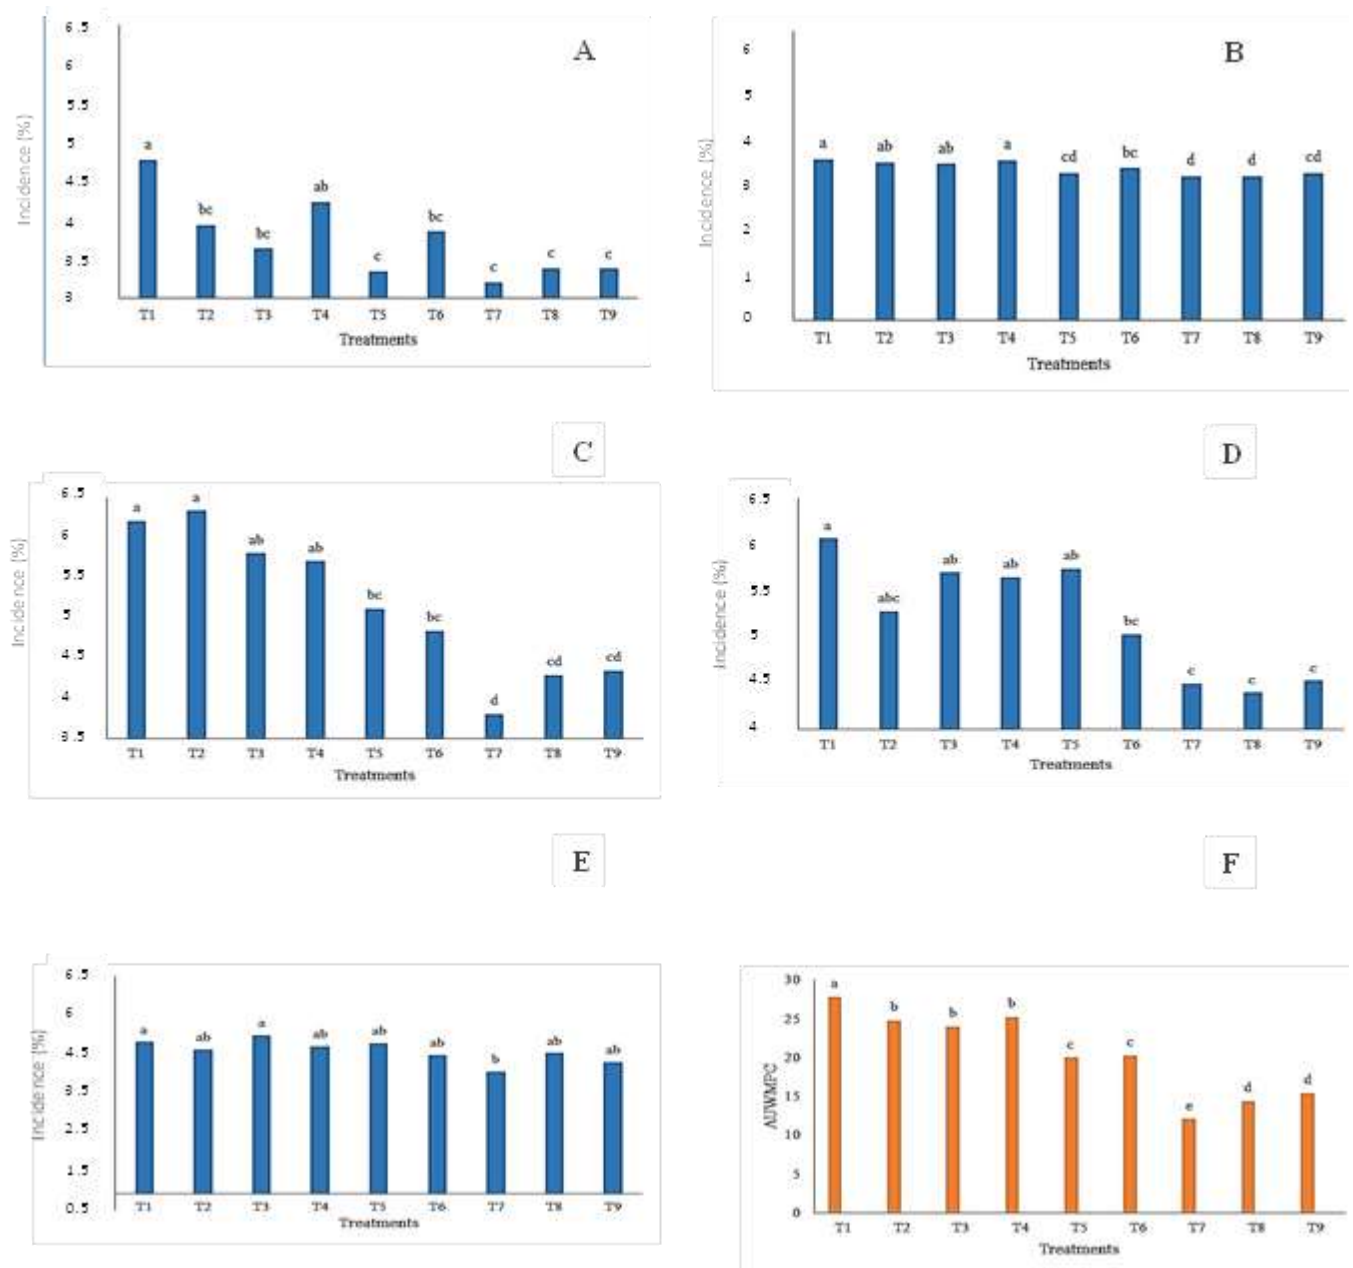 A
Incidence (%)
6.5
6
5.5
5
4.5
4
3.5
3
a
bc
bc
ab
c
bc
c
c
c
T1 T2 T3 T4 T5 T6 T7 T8 T9
Treatments
B
Incidence (%)
6
5
4
3
2
1
0
a
ab
ab
a
cd
bc
d
d
cd
T1 T2 T3 T4 T5 T6 T7 T8 T9
Treatments
C
Incidence (%)
6.5
6
5.5
5
4.5
4
3.5
a
a
ab
ab
bc
bc
d
cd
cd
T1 T2 T3 T4 T5 T6 T7 T8 T9
Treatments
D
Incidence (%)
6.5
6
5.5
5
4.5
4
a
abc
ab
ab
ab
bc
c
c
c
T1 T2 T3 T4 T5 T6 T7 T8 T9
Treatments
E
Incidence (%)
6.5
6
4.5
3.5
2.5
1.5
0.5
a
ab
a
ab
ab
ab
b
ab
ab
T1 T2 T3 T4 T5 T6 T7 T8 T9
Treatments
F
AUWMPC
30
25
20
15
10
5
0
a
b
b
b
c
c
e
d
d
T1 T2 T3 T4 T5 T6 T7 T8 T9
Treatments